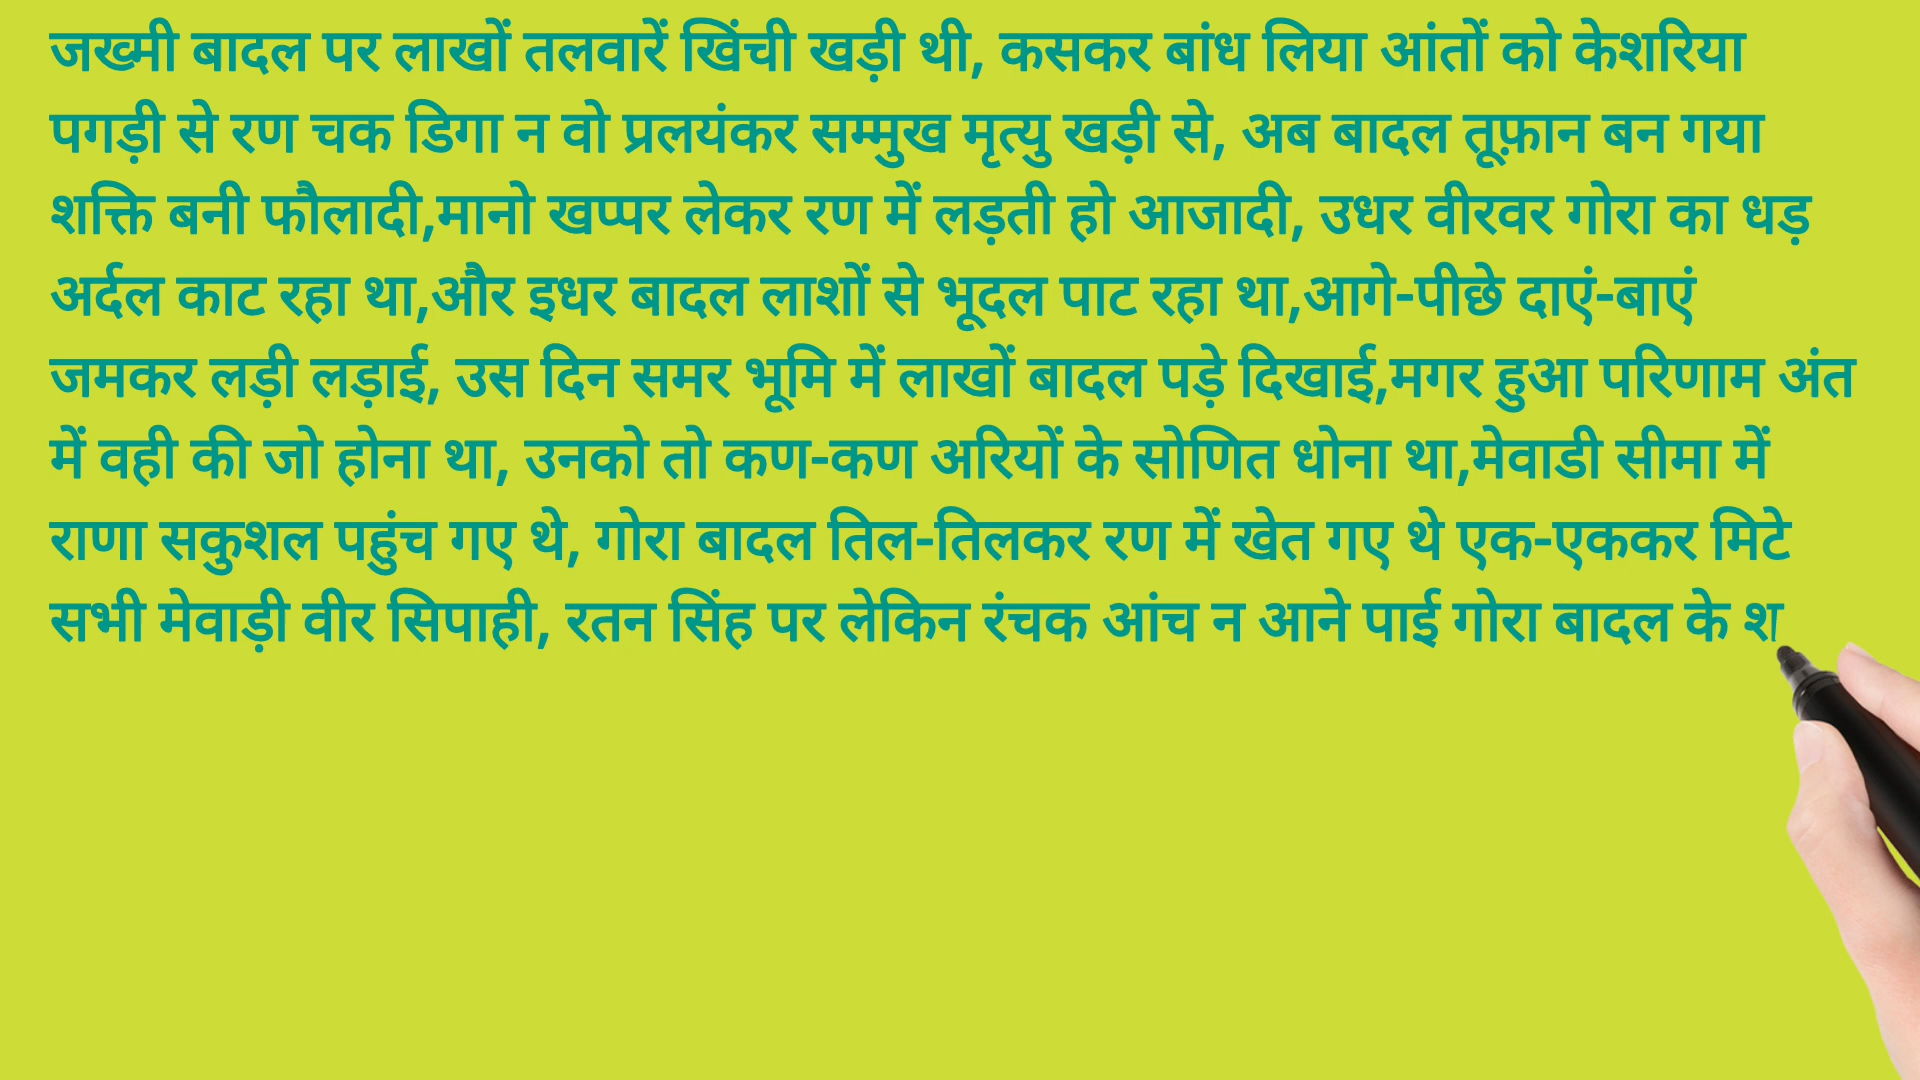 जख्मी बादल पर लाखों तलवारें खिंची खड़ी थी, कसकर बांध लिया आंतों को केशरिया
पगड़ी से रण चक डिगा न वो प्रलयंकर सम्मुख मृत्यु खड़ी से, अब बादल तूफ़ान बन गया
शक्ति बनी फौलादी,मानो खप्पर लेकर रण में लड़ती हो आजादी, उधर वीरवर गोरा का धड़
अर्दल काट रहा था,और इधर बादल लाशों से भूदल पाट रहा था,आगे-पीछे दाएं-बाएं
जमकर लड़ी लड़ाई, उस दिन समर भूमि में लाखों बादल पड़े दिखाई,मगर हुआ परिणाम अंत
में वही की जो होना था, उनको तो कण-कण अरियों के सोणित धोना था,मेवाडी सीमा में
राणा सकुशल पहुंच गए थे, गोरा बादल तिल-तिलकर रण में खेत गए थे एक-एककर मिटे
सभी मेवाड़ी वीर सिपाही, रतन सिंह पर लेकिन रंचक आंच न आने पाई गोरा बादल के